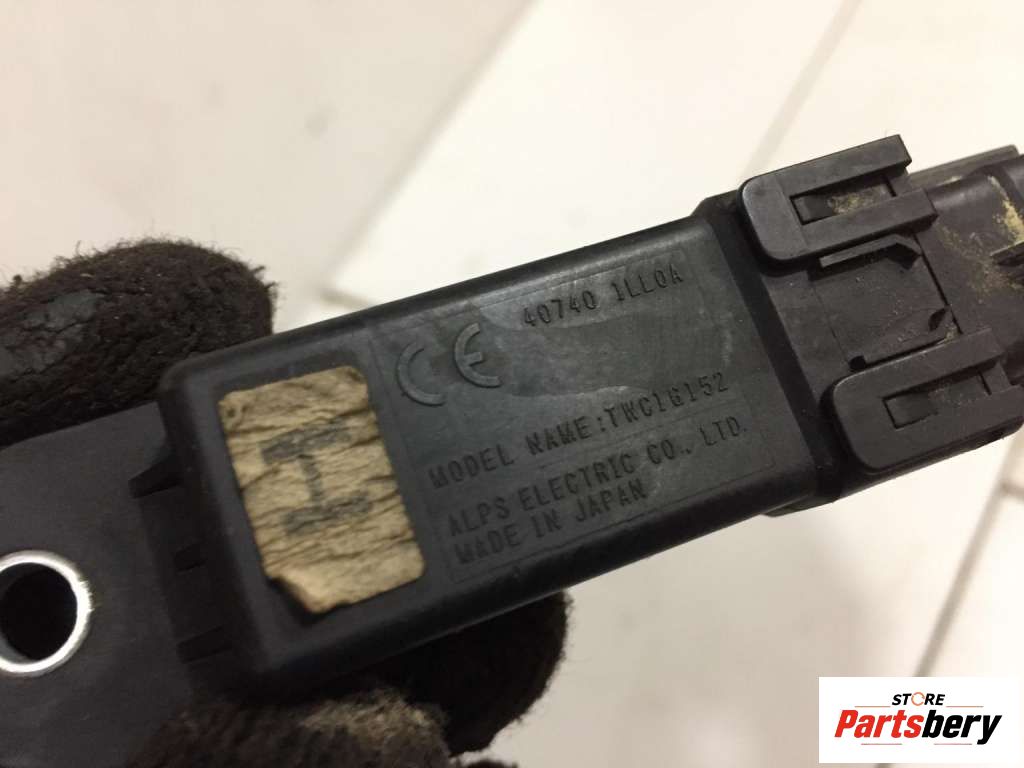 CE
40740 1LL0A
MODEL NAME:TWC1G152
ALPS ELECTRIC CO., LTD.
MADE IN JAPAN
H
STORE
Partsbery